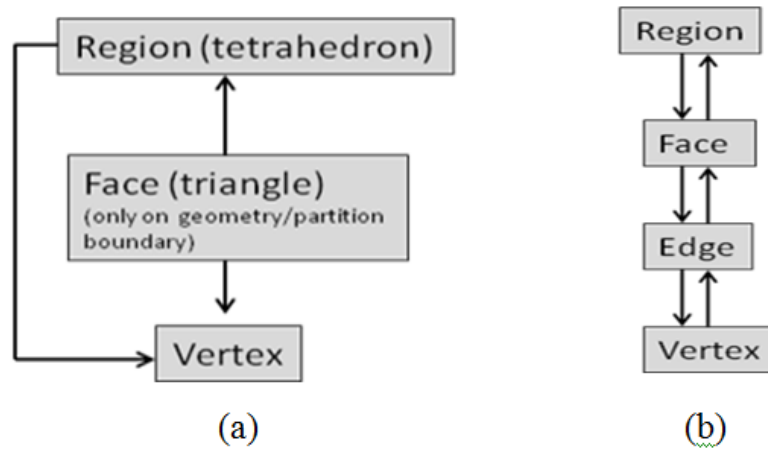 Region (tetrahedron)
Face (triangle)
(only on geometry/partition
boundary)
Vertex
(a)
Region
Face
Edge
Vertex
(b)